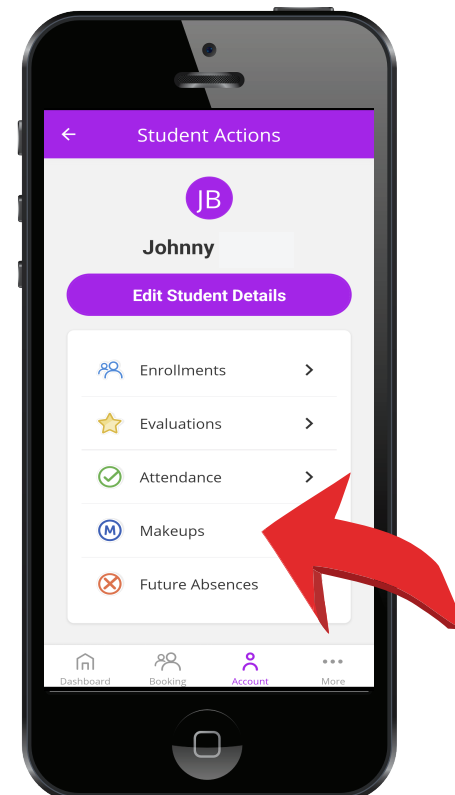 Student Actions
JB
Johnny
Edit Student Details
Enrollments
Evaluations
Attendance
M Makeups
Future Absences
Dashboard Booking Account More